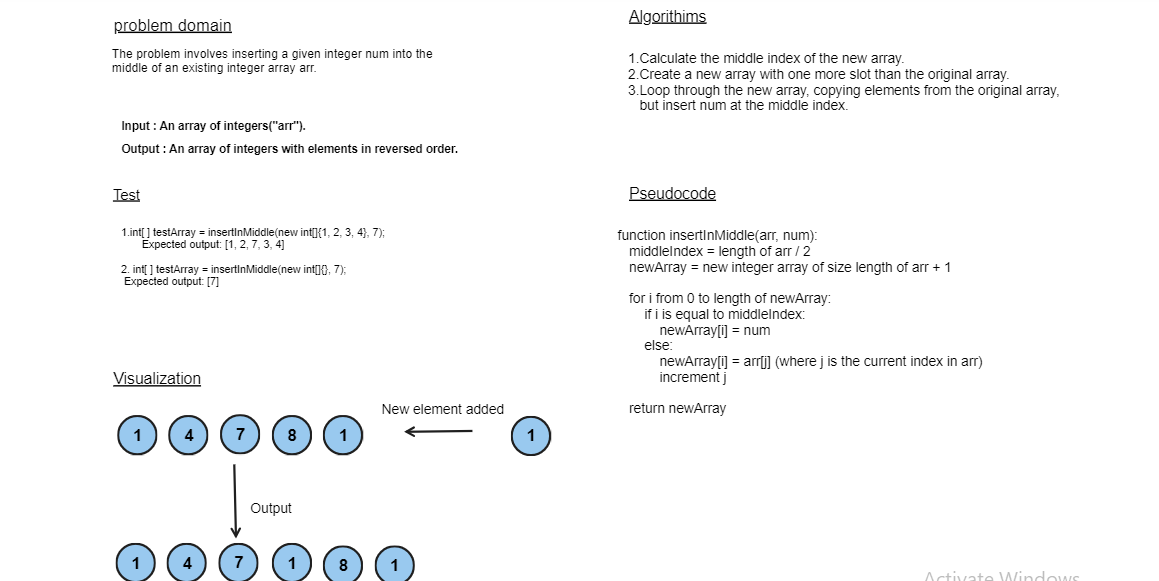 problem domain
The problem involves inserting a given integer num into the
middle of an existing integer array arr.
Input : An array of integers("arr").
Output : An array of integers with elements in reversed order.
Test
1.int[ ] testArray = insertInMiddle(new int[]{1, 2, 3, 4}, 7);
Expected output: [1, 2, 7, 3, 4]
2. int[ ] testArray = insertInMiddle(new int[]{}, 7);
Expected output: [7]
Visualization
1 4 7 8 1
New element added
1
Output
1 4 7 1 8 1
Algorithims
1.Calculate the middle index of the new array.
2.Create a new array with one more slot than the original array.
3.Loop through the new array, copying elements from the original array,
but insert num at the middle index.
Pseudocode
function insertInMiddle(arr, num):
middleIndex = length of arr / 2
newArray = new integer array of size length of arr + 1
for i from 0 to length of newArray:
if i is equal to middleIndex:
newArray[i] = num
else:
newArray[i] = arr[j] (where j is the current index in arr)
increment j
return newArray
Activate Windows